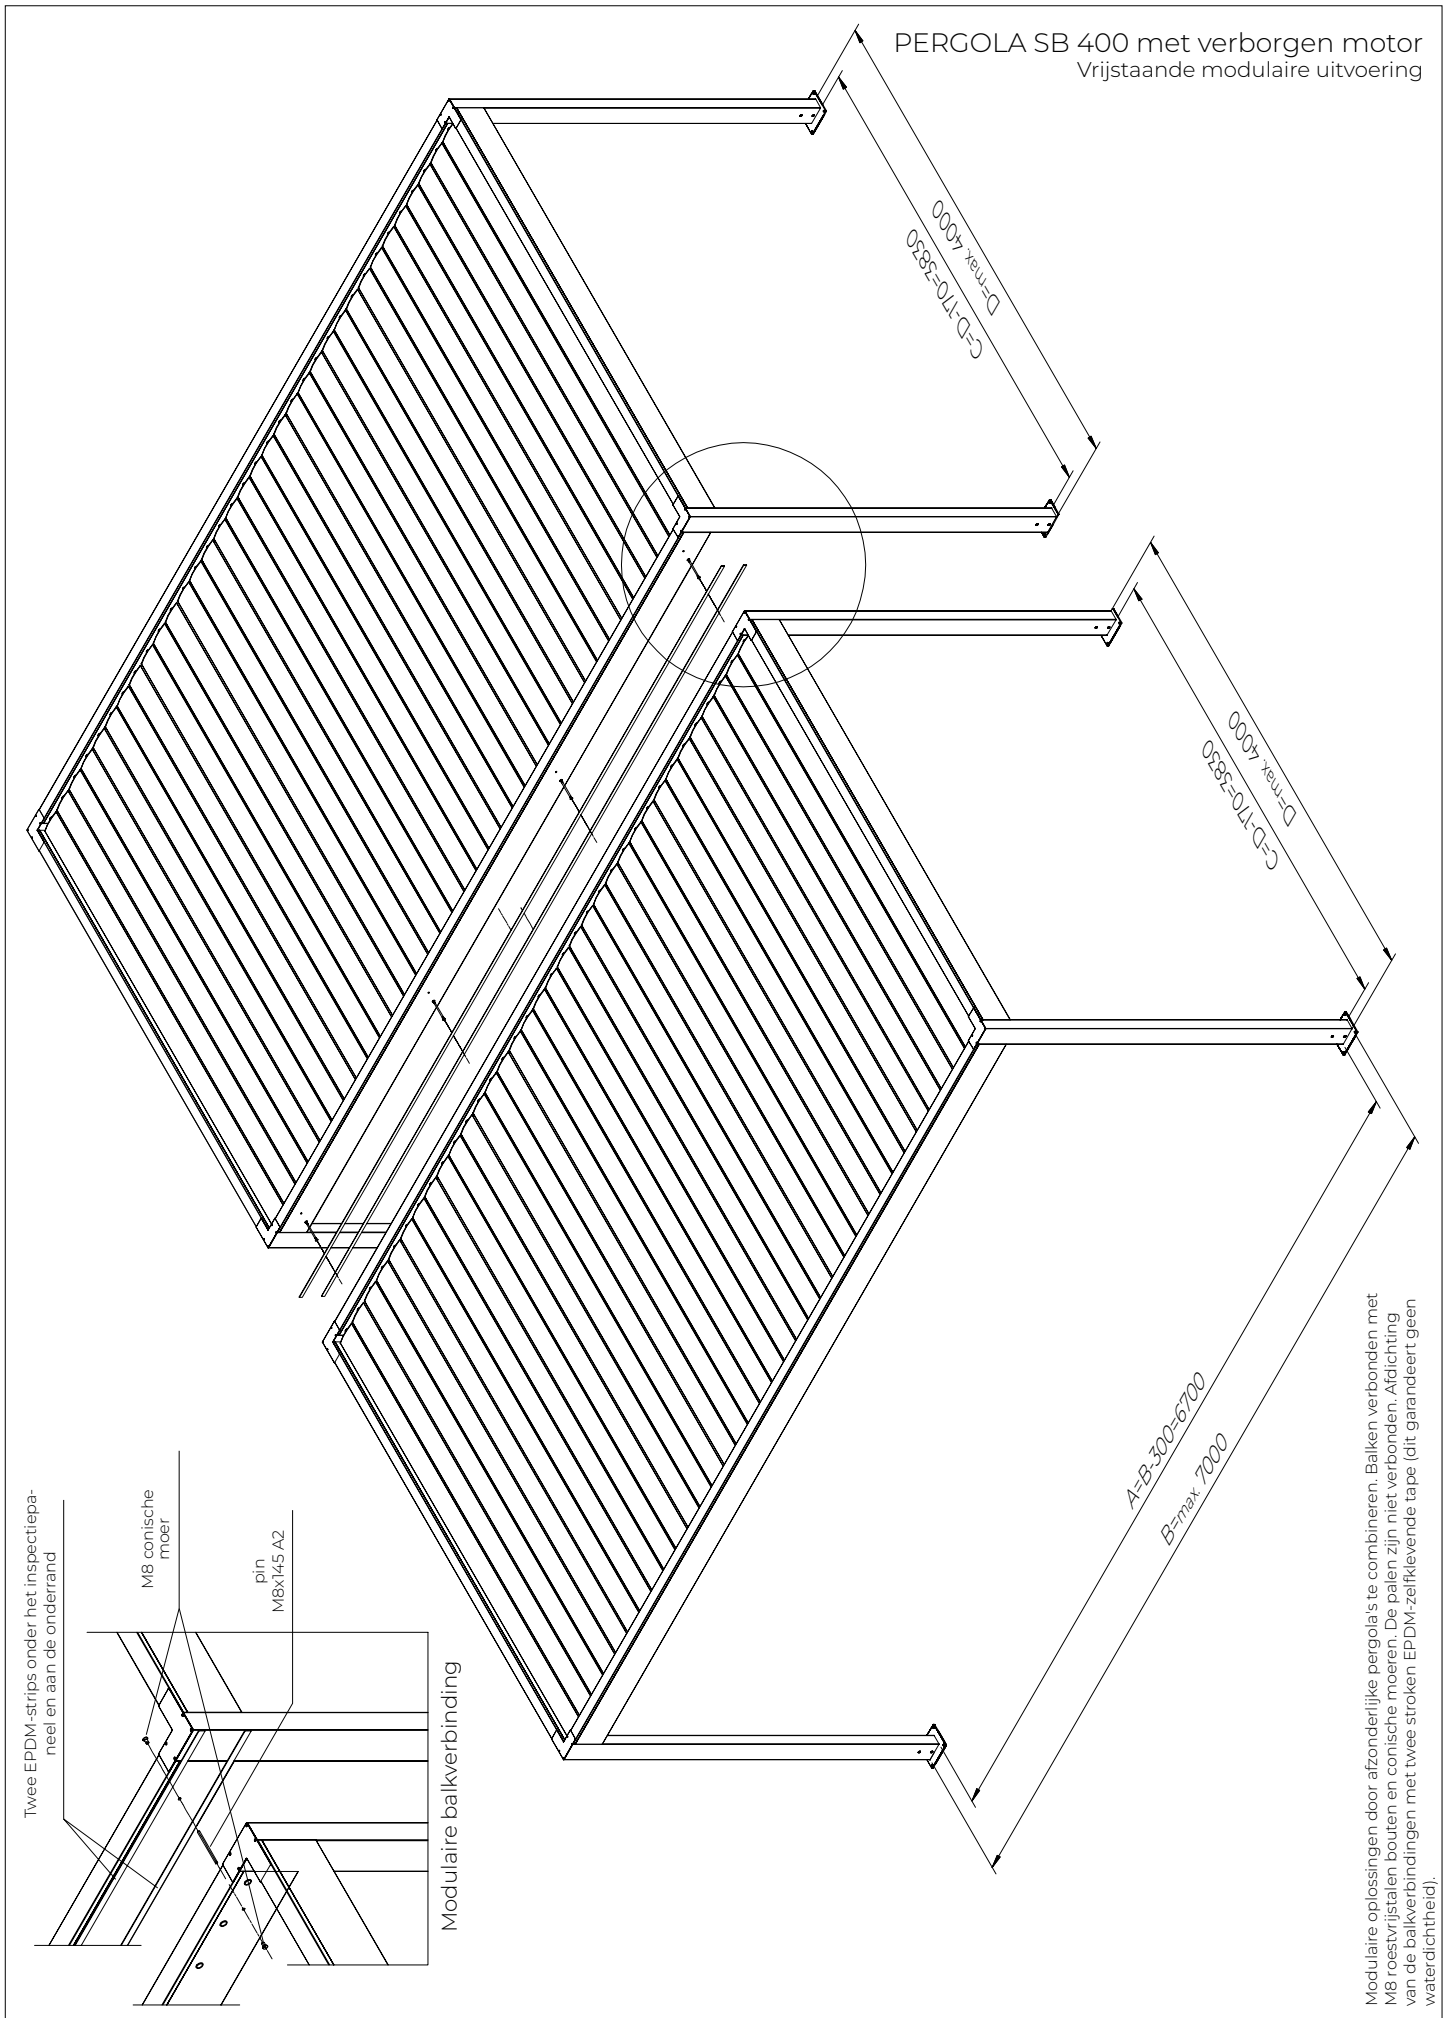 PERGOLA SB 400 met verborgen motor
Vrijstaande modulaire uitvoering
D=max. 4000
C=D-170=3830
D=max. 4000
C=D-170=3830
A=B-300=6700
B=max. 7000
Twee EPDM-strips onder het inspectiepa-
neel en aan de onderrand
M8 conische
moer
pin
M8x145 A2
Modulaire balkverbinding
Modulaire oplossingen door afzonderlijke pergola's te combineren. Balken verbonden met
M8 roestvrijstalen bouten en conische moeren. De palen zijn niet verbonden. Afdichting
van de balkverbindingen met twee stroken EPDM-zelfklevende tape (dit garandeert geen
waterdichtheid).